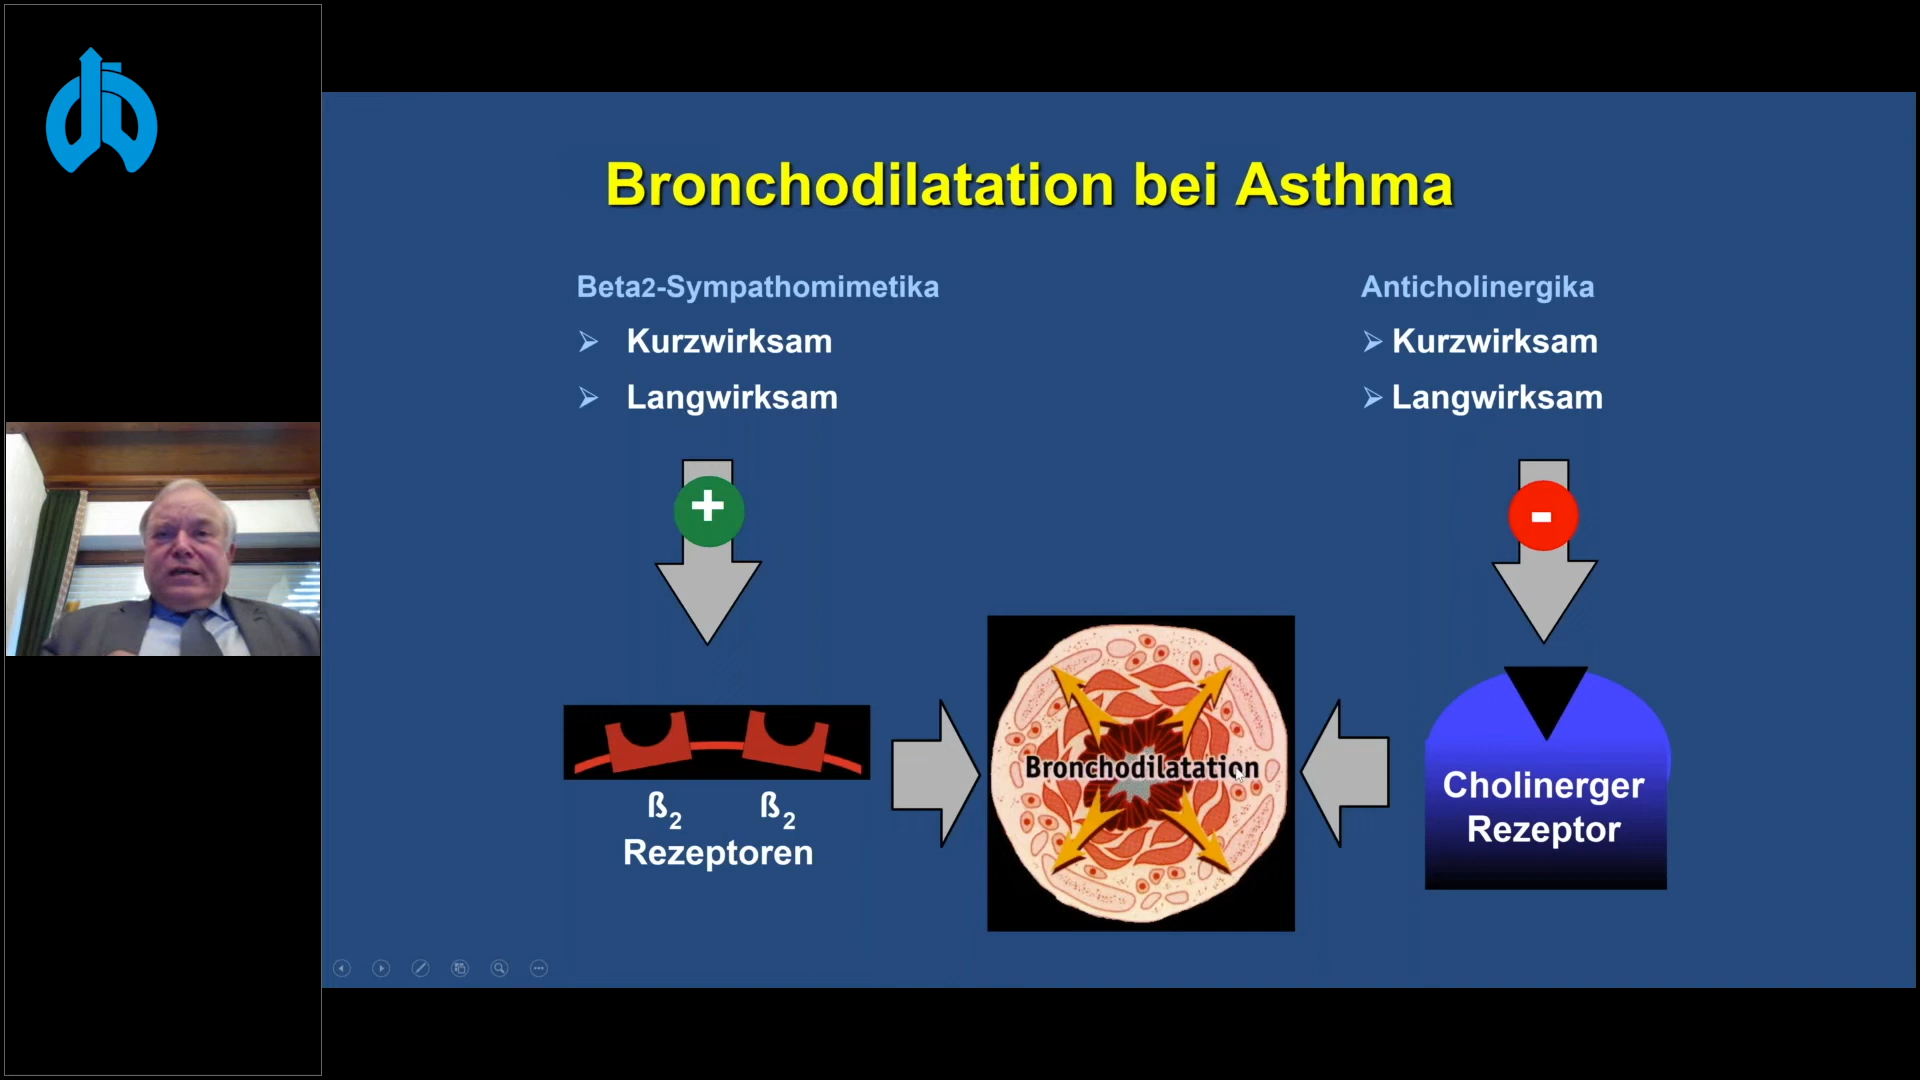 Bronchodilatation bei Asthma
Beta2-Sympathomimetika
Kurzwirksam
Langwirksam
Anticholinergika
Kurzwirksam
Langwirksam
+
-
ß2 ß2
Rezeptoren
Bronchodilatation
Cholinerger
Rezeptor